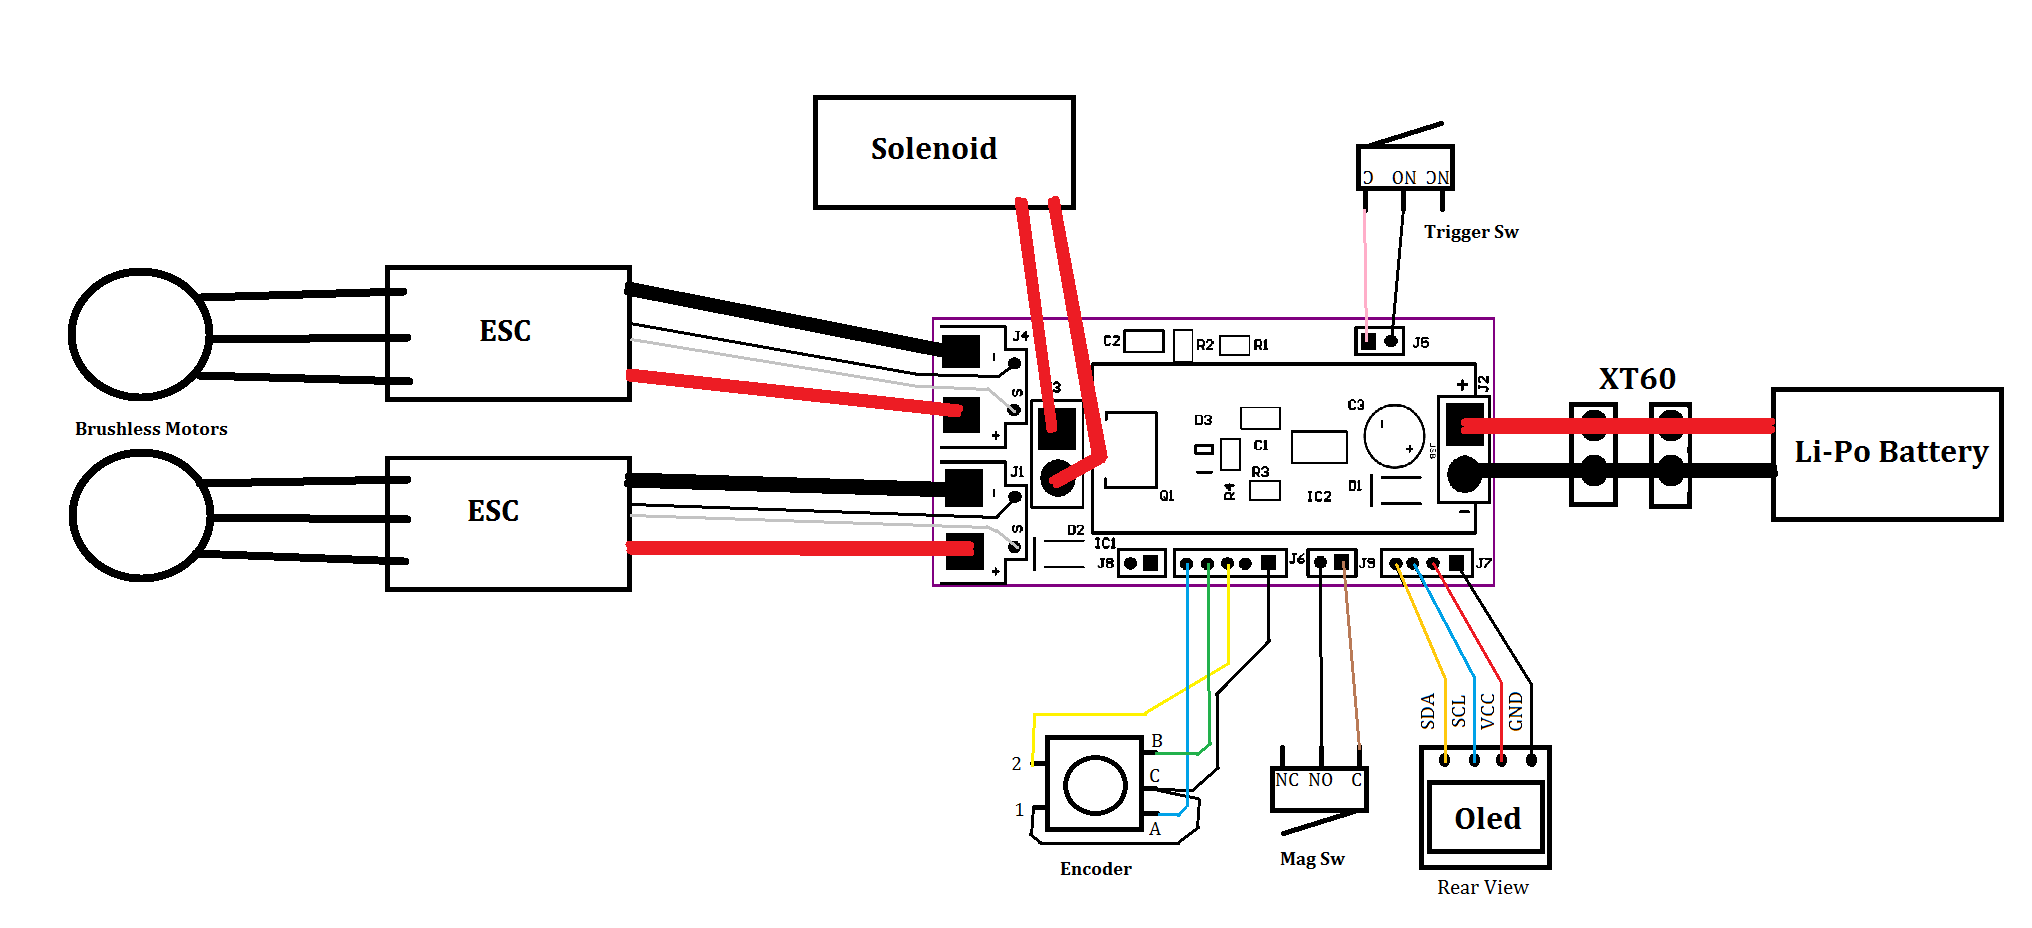 Solenoid
C
NO
NC
Trigger Sw
ESC
Brushless Motors
ESC
J4
-
S
+
3
J1
-
S
+
C2
R2
R1
J5
+
J2
XT60
Li-Po Battery
C3
-
+
D3
C1
R3
R4
Q1
IC2
D1
-
D2
IC1
J8
J6
J9
J7
SDA
SCL
VCC
GND
B
2
C
1
A
Encoder
NC
NO
C
Mag Sw
Oled
Rear View